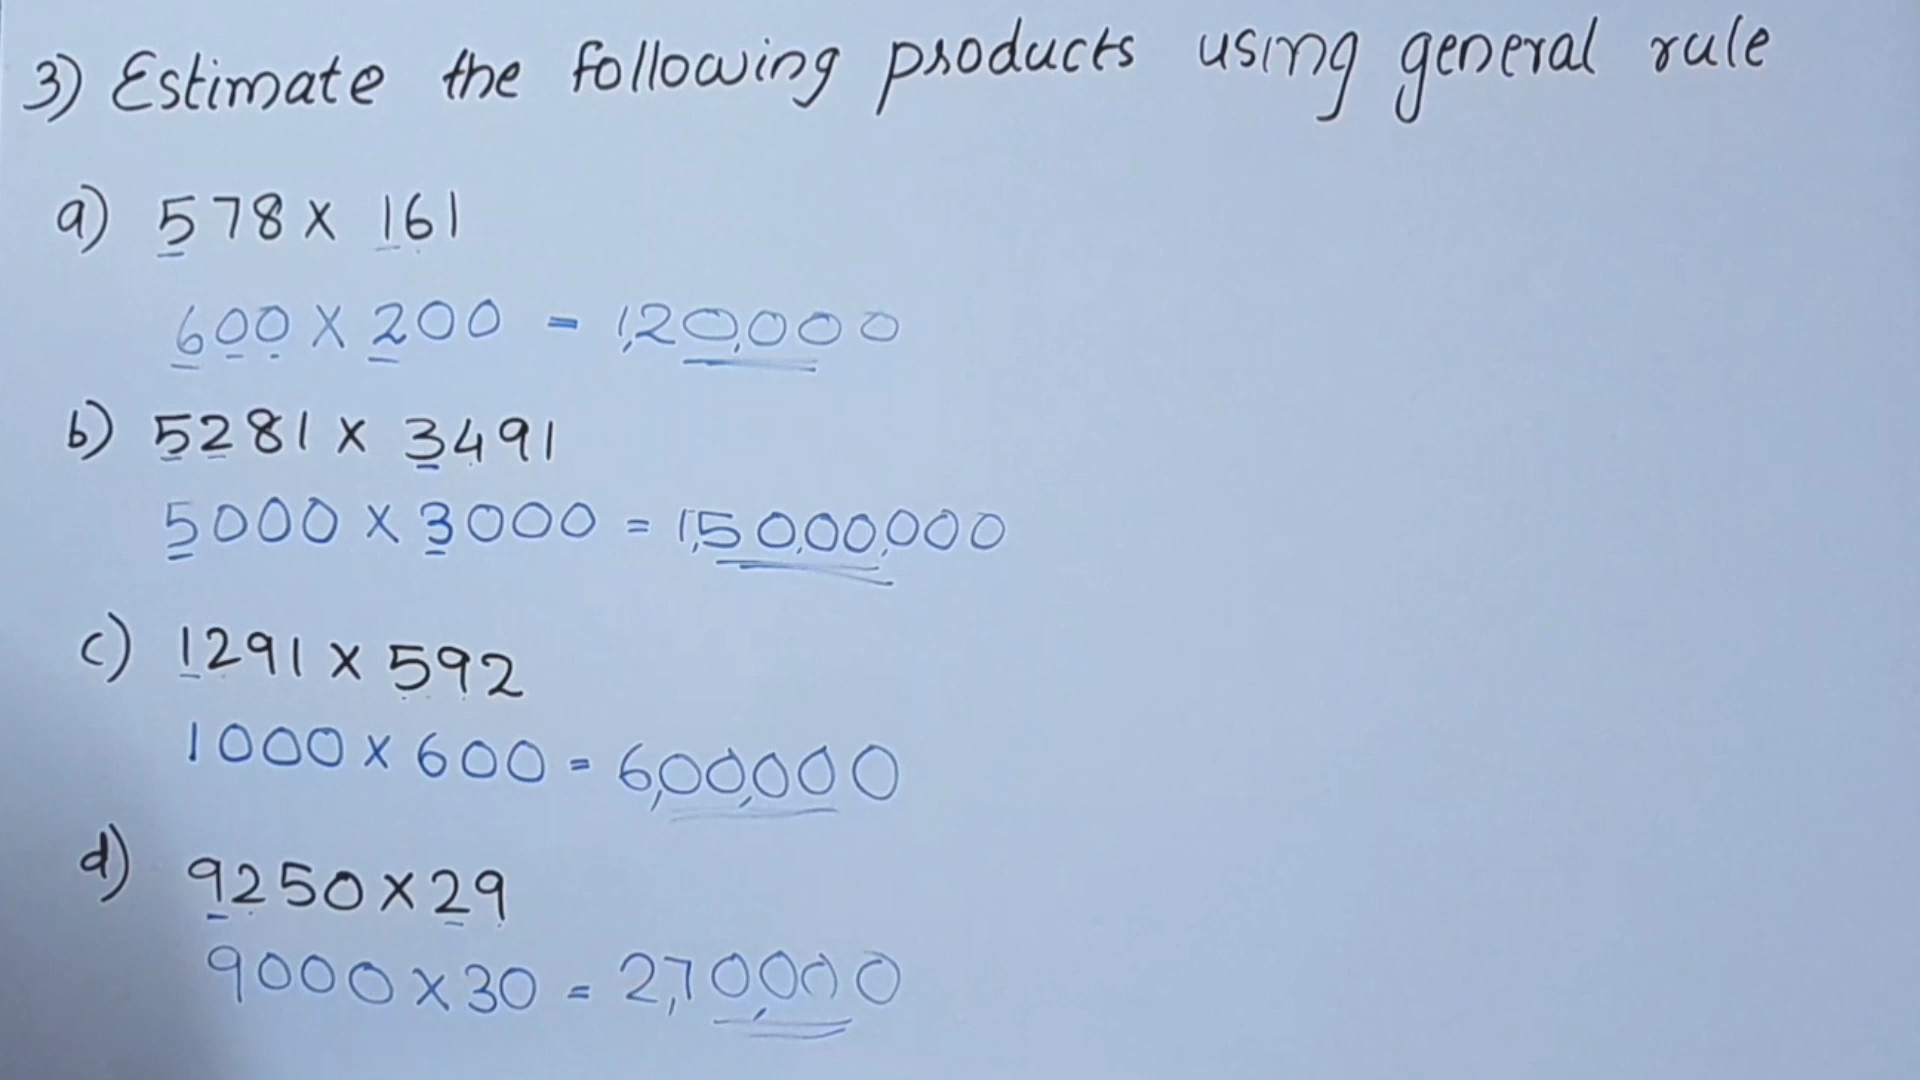 3) Estimate the following products using general rule
a) 578 x 161
600 x 200 = 1,20,000
b) 5281 x 3491
5000 x 3000 = 1,50,00,000
c) 1291 x 592
1000 x 600 = 6,00,000
d) 9250 x 29
9000 x 30 = 2,70,000